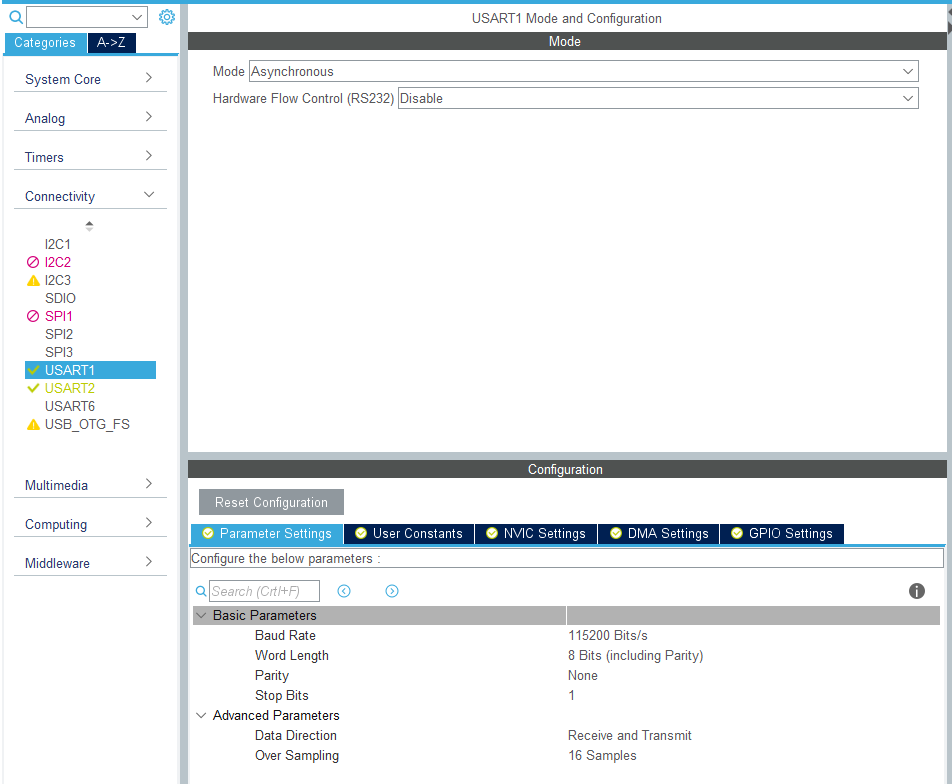 USART1 Mode and Configuration
Categories A->Z
Mode
System Core
Analog
Timers
Connectivity
I2C1
I2C2
I2C3
SDIO
SPI1
SPI2
SPI3
USART1
USART2
USART6
USB_OTG_FS
Multimedia
Computing
Middleware
Mode Asynchronous
Hardware Flow Control (RS232) Disable
Configuration
Reset Configuration
Parameter Settings User Constants NVIC Settings DMA Settings GPIO Settings
Configure the below parameters :
Search (Crtl+F)
Basic Parameters
Baud Rate 115200 Bits/s
Word Length 8 Bits (including Parity)
Parity None
Stop Bits 1
Advanced Parameters
Data Direction Receive and Transmit
Over Sampling 16 Samples